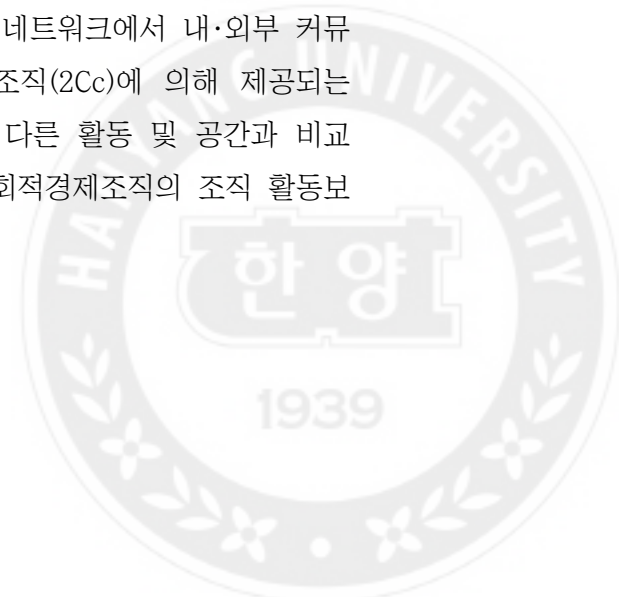 네트워크에서 내·외부 커뮤
조직(2Cc)에 의해 제공되는
다른 활동 및 공간과 비교
회적경제조직의 조직 활동보
HANYANG UNIVERSITY
한양
1939